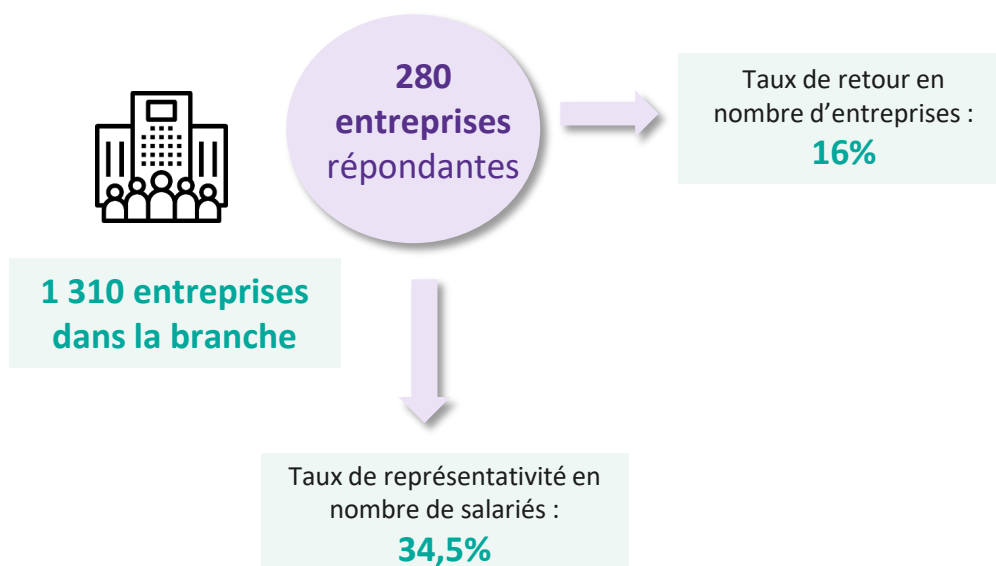 280
entreprises
répondantes
Taux de retour en
nombre d’entreprises :
16%
1 310 entreprises
dans la branche
Taux de représentativité en
nombre de salariés :
34,5%